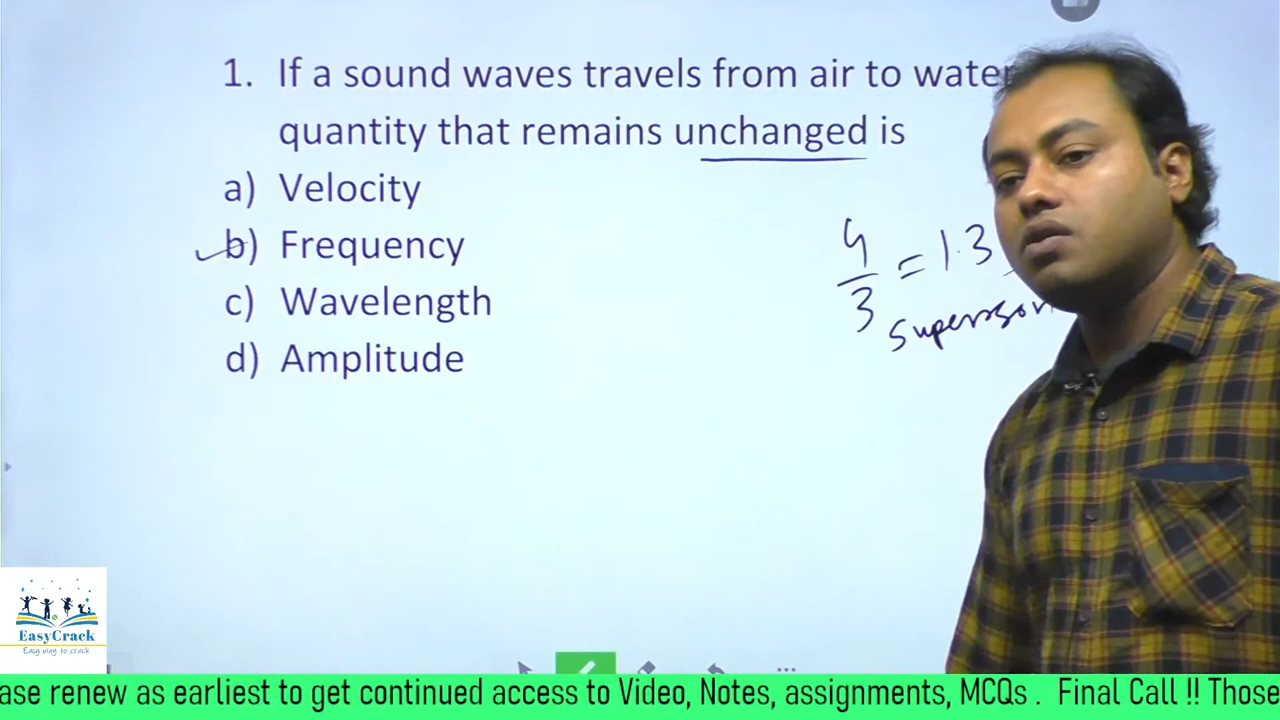 1. If a sound waves travels from air to water
quantity that remains unchanged is
a) Velocity
b) Frequency
c) Wavelength
d) Amplitude
4/3 = 1.3
EasyCrack
Easy way to crack
ase renew as earliest to get continued access to Video, Notes, assignments, MCQs . Final Call !! Those